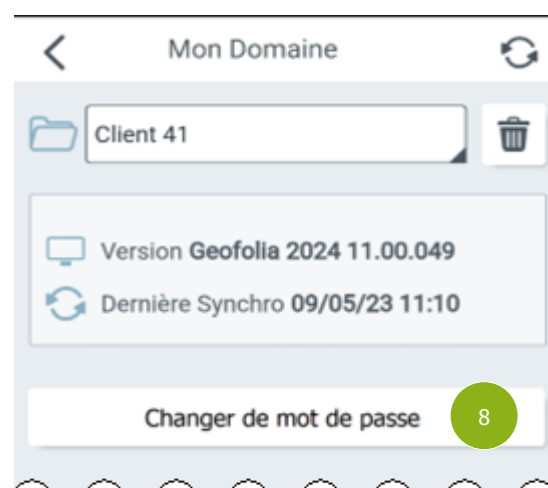 Mon Domaine
Client 41
Version Geofolia 2024 11.00.049
Dernière Synchro 09/05/23 11:10
Changer de mot de passe
8